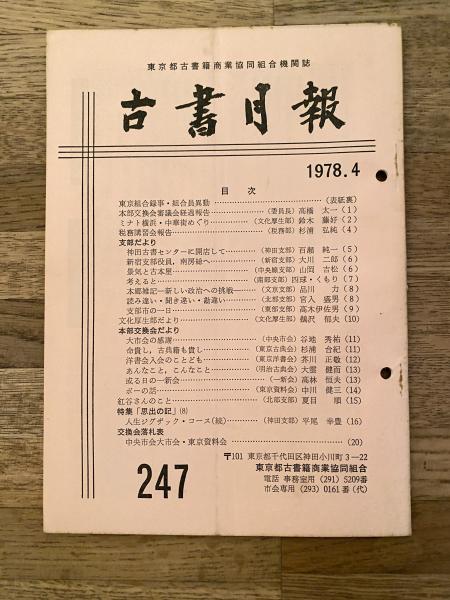 東京都古書籍商業協同組合機関誌
古書月報
1978.4
目次
東京組合録事・組合員異動……(表紙裏)
本部交換会審議会経過報告……(委員長)髙橋 太一(1)
ミナト横浜・中華街めぐり……(文化厚生部)鈴木 藤好(2)
税務講習会報告……(税務部)杉浦 弘純(4)
支部だより
神田古書センターに開店して……(神田支部)百瀬 純一(5)
新宿支部役員，南房総へ……(新宿支部)大川 二郎(6)
景気と古本屋……(中央線支部)山岡 吉松(6)
考えると……(南部支部)四球・くもり(7)
本郷雑記―新しい政治への挑戦……(文京支部)品川 力(8)
読み違い・聞き違い・勘違い……(北部支部)宮入 盛男(8)
支部市の一日……(東部支部)高木伊佐男(9)
文化厚生部だより……(文化厚生部)鶴沢 郁夫(10)
本部交換会だより
大市会の感謝……(中央市会)谷地 秀祐(11)
命貴し，古典籍も貴し……(東京古典会)杉浦 台紀(11)
洋書会入会のことども……(東京洋書会)芥川 正敬(12)
あんなこと，こんなこと……(明治古典会)大雲 健而(13)
或る日の一新会……(一新会)高林 恒夫(13)
ポーの話……(東京資料会)中川 健三(14)
紅谷さんのこと……(北部支部)夏目 順(15)
特集「思出の記」⑻
人生ジグザック・コース(続)……(神田支部)平尾 幸豊(16)
交換会落札表
中央市会大市会・東京資料会……(20)
〒101 東京都千代田区神田小川町3―22
東京都古書籍商業協同組合
電話 事務室用 (291) 5209番
市会専用 (293) 0161番(代)
247